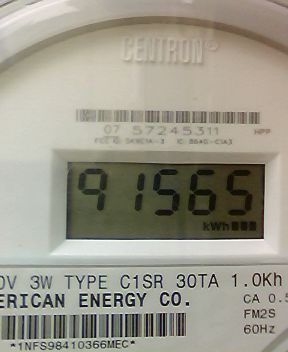 CENTRON®
07 57245311 HPP
91565
kWh
0V 3W TYPE C1SR 30TA 1.0Kh
ERICAN ENERGY CO.
CA 0.5
FM2S
60Hz
*1NFS98410366MEC*